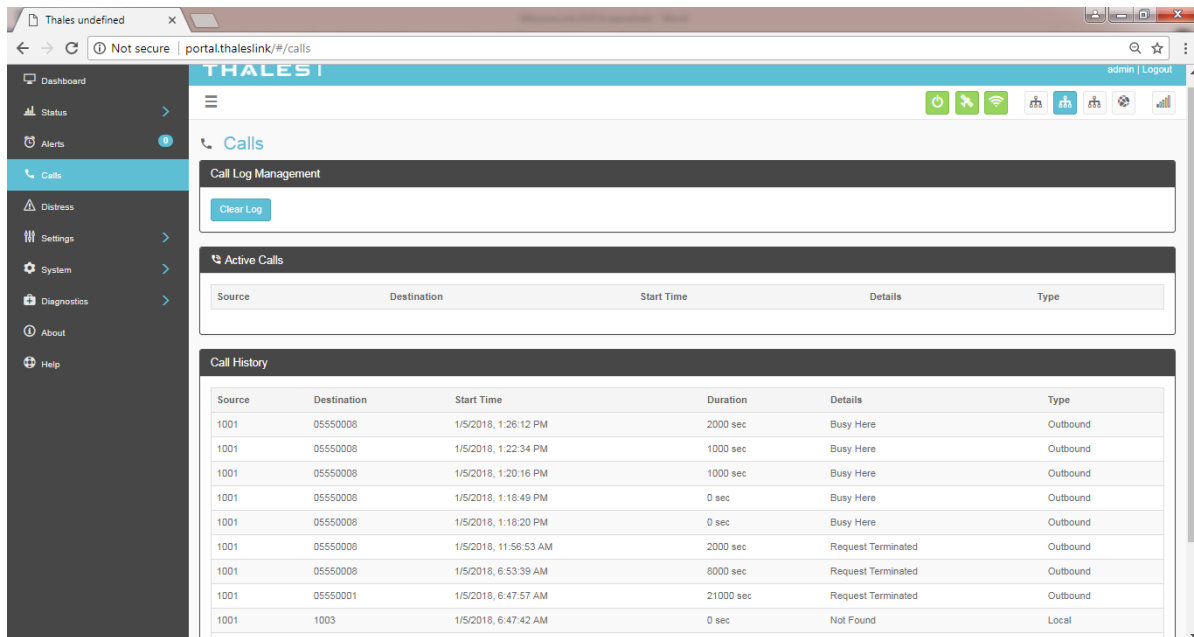 Thales undefined
Not secure | portal.thaleslink/#/calls
THALES
admin | Logout
Dashboard
Status
Alerts 0
Calls
Distress
Settings
System
Diagnostics
About
Help
Calls
Call Log Management
Clear Log
Active Calls
Source Destination Start Time Details Type
Call History
Source Destination Start Time Duration Details Type
1001 05550008 1/5/2018, 1:26:12 PM 2000 sec Busy Here Outbound
1001 05550008 1/5/2018, 1:22:34 PM 1000 sec Busy Here Outbound
1001 05550008 1/5/2018, 1:20:16 PM 1000 sec Busy Here Outbound
1001 05550008 1/5/2018, 1:18:49 PM 0 sec Busy Here Outbound
1001 05550008 1/5/2018, 1:18:20 PM 0 sec Busy Here Outbound
1001 05550008 1/5/2018, 11:56:53 AM 2000 sec Request Terminated Outbound
1001 05550008 1/5/2018, 6:53:39 AM 8000 sec Request Terminated Outbound
1001 05550001 1/5/2018, 6:47:57 AM 21000 sec Request Terminated Outbound
1001 1003 1/5/2018, 6:47:42 AM 0 sec Not Found Local